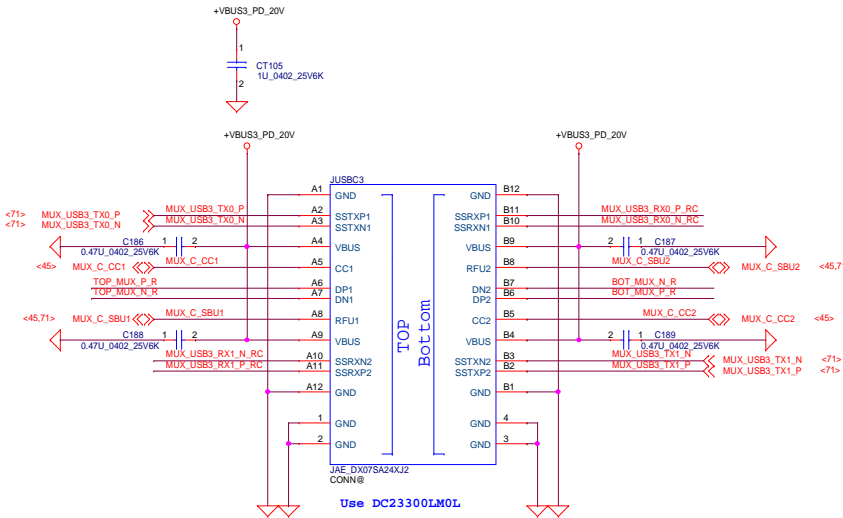 +VBUS3_PD_20V
1
CT105
1U_0402_25V6K
2
+VBUS3_PD_20V
+VBUS3_PD_20V
JUSBC3
A1 GND GND B12
<71> MUX_USB3_TX0_P MUX_USB3_TX0_P A2 SSTXP1 SSRXP1 B11 MUX_USB3_RX0_P_RC
<71> MUX_USB3_TX0_N MUX_USB3_TX0_N A3 SSTXN1 SSRXN1 B10 MUX_USB3_RX0_N_RC
C186 1 2 A4 VBUS VBUS B9 2 1 C187
0.47U_0402_25V6K 0.47U_0402_25V6K
<45> MUX_C_CC1 MUX_C_CC1 A5 CC1 RFU2 B8 MUX_C_SBU2 MUX_C_SBU2 <45,7
TOP_MUX_P_R A6 DP1 DN2 B7 BOT_MUX_N_R
TOP_MUX_N_R A7 DN1 DP2 B6 BOT_MUX_P_R
<45,71> MUX_C_SBU1 MUX_C_SBU1 A8 RFU1 CC2 B5 MUX_C_CC2 MUX_C_CC2 <45>
C188 1 2 A9 VBUS VBUS B4 2 1 C189
0.47U_0402_25V6K 0.47U_0402_25V6K
MUX_USB3_RX1_N_RC A10 SSRXN2 SSTXN2 B3 MUX_USB3_TX1_N MUX_USB3_TX1_N <71>
MUX_USB3_RX1_P_RC A11 SSRXP2 SSTXP2 B2 MUX_USB3_TX1_P MUX_USB3_TX1_P <71>
A12 GND GND B1
1 GND GND 4
2 GND GND 3
TOP
Bottom
JAE_DX07SA24XJ2
CONN@
Use DC23300LM0L